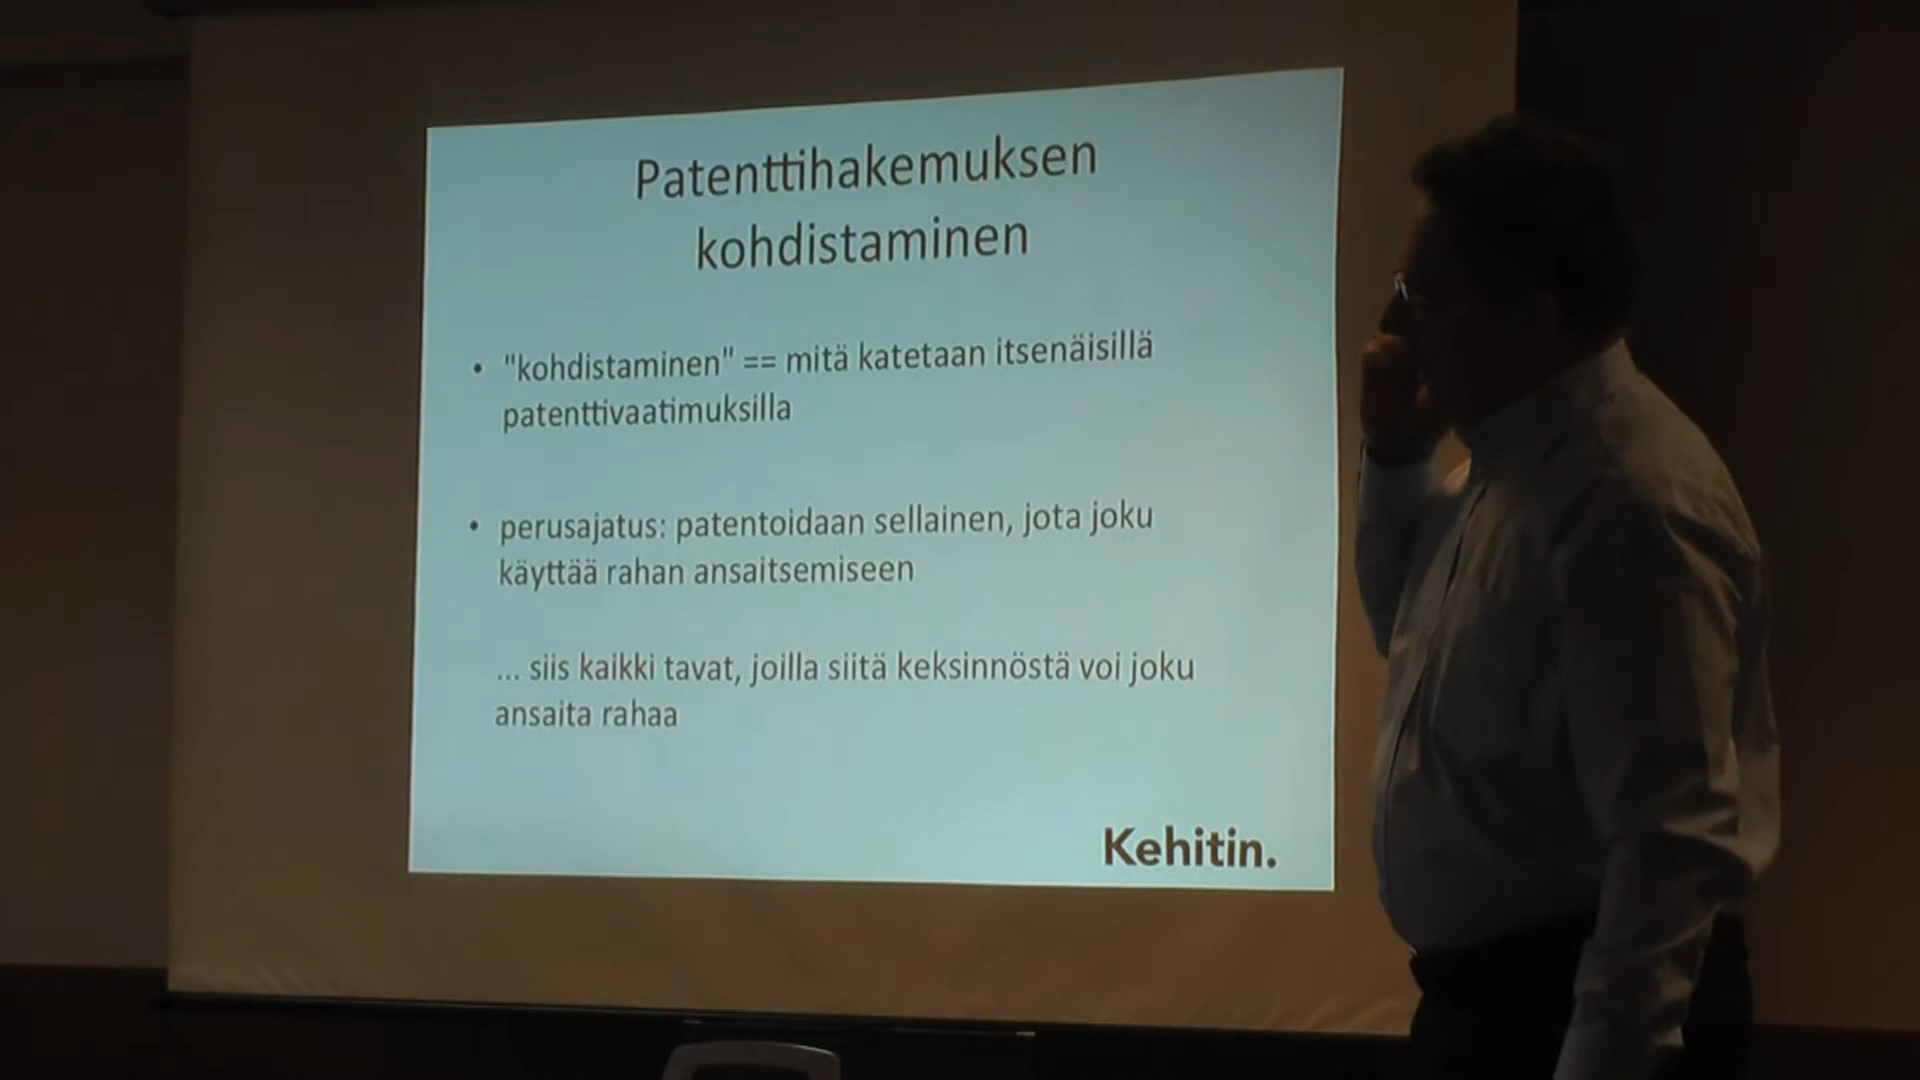 Patenttihakemuksen
kohdistaminen
• "kohdistaminen" == mitä katetaan itsenäisillä
patenttivaatimuksilla
• perusajatus: patentoidaan sellainen, jota joku
käyttää rahan ansaitsemiseen
... siis kaikki tavat, joilla siitä keksinnöstä voi joku
ansaita rahaa
Kehitin.